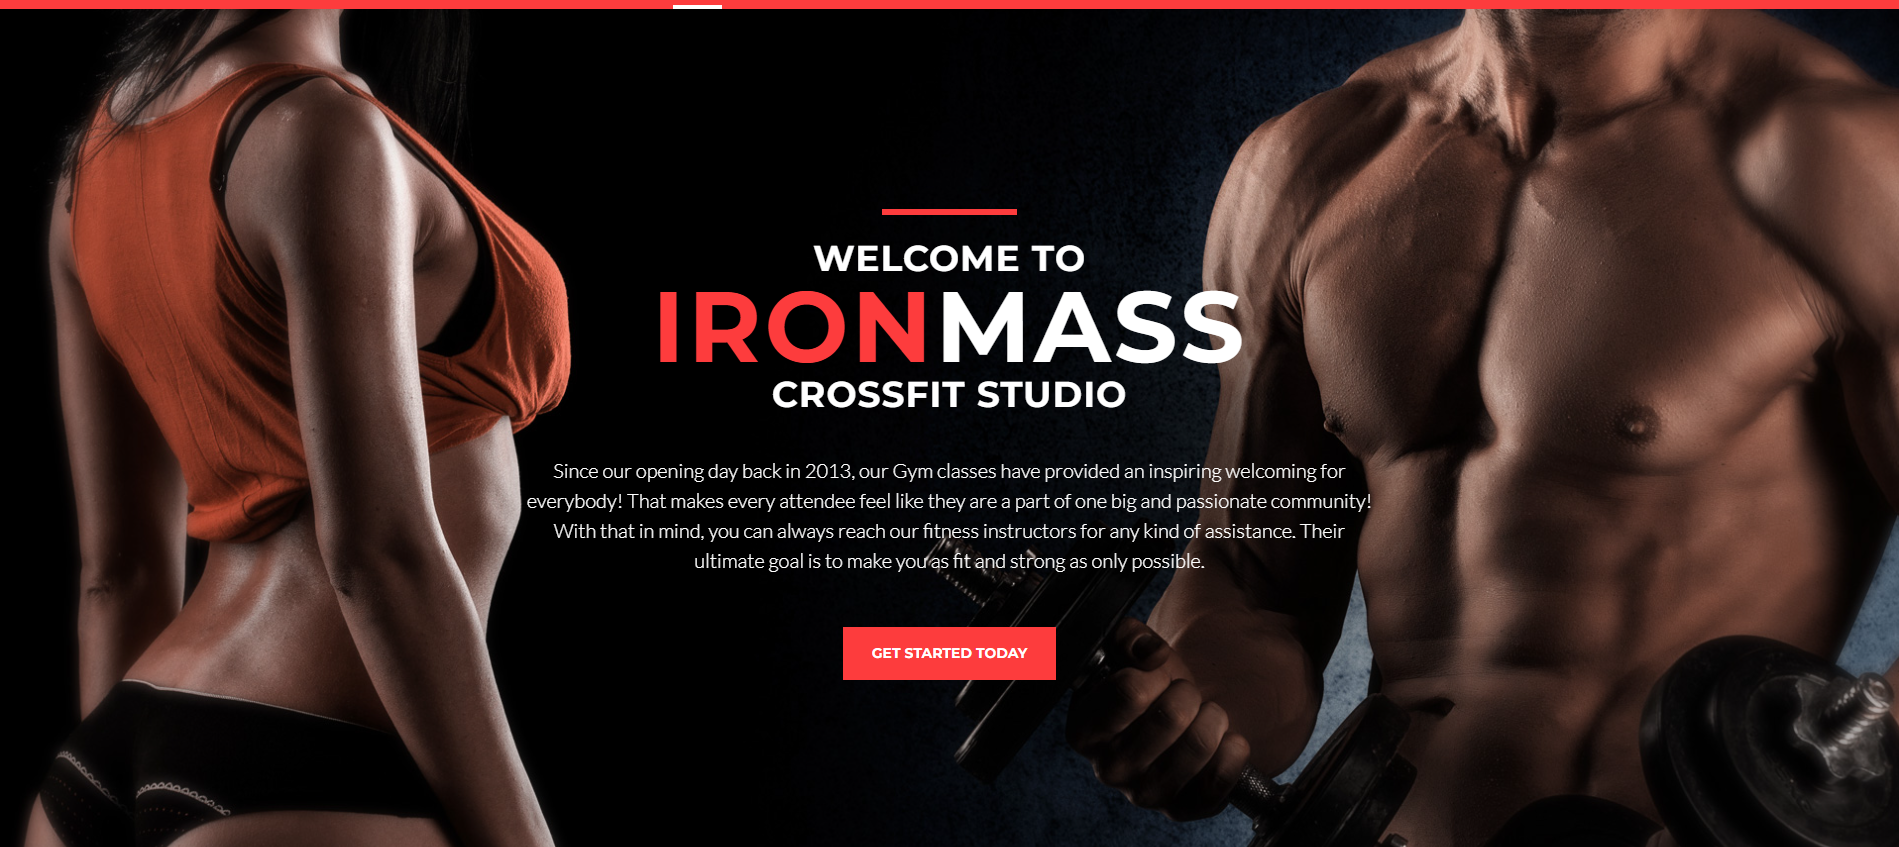 WELCOME TO
IRONMASS
CROSSFIT STUDIO
Since our opening day back in 2013, our Gym classes have provided an inspiring welcoming for
everybody! That makes every attendee feel like they are a part of one big and passionate community!
With that in mind, you can always reach our fitness instructors for any kind of assistance. Their
ultimate goal is to make you as fit and strong as only possible.
GET STARTED TODAY